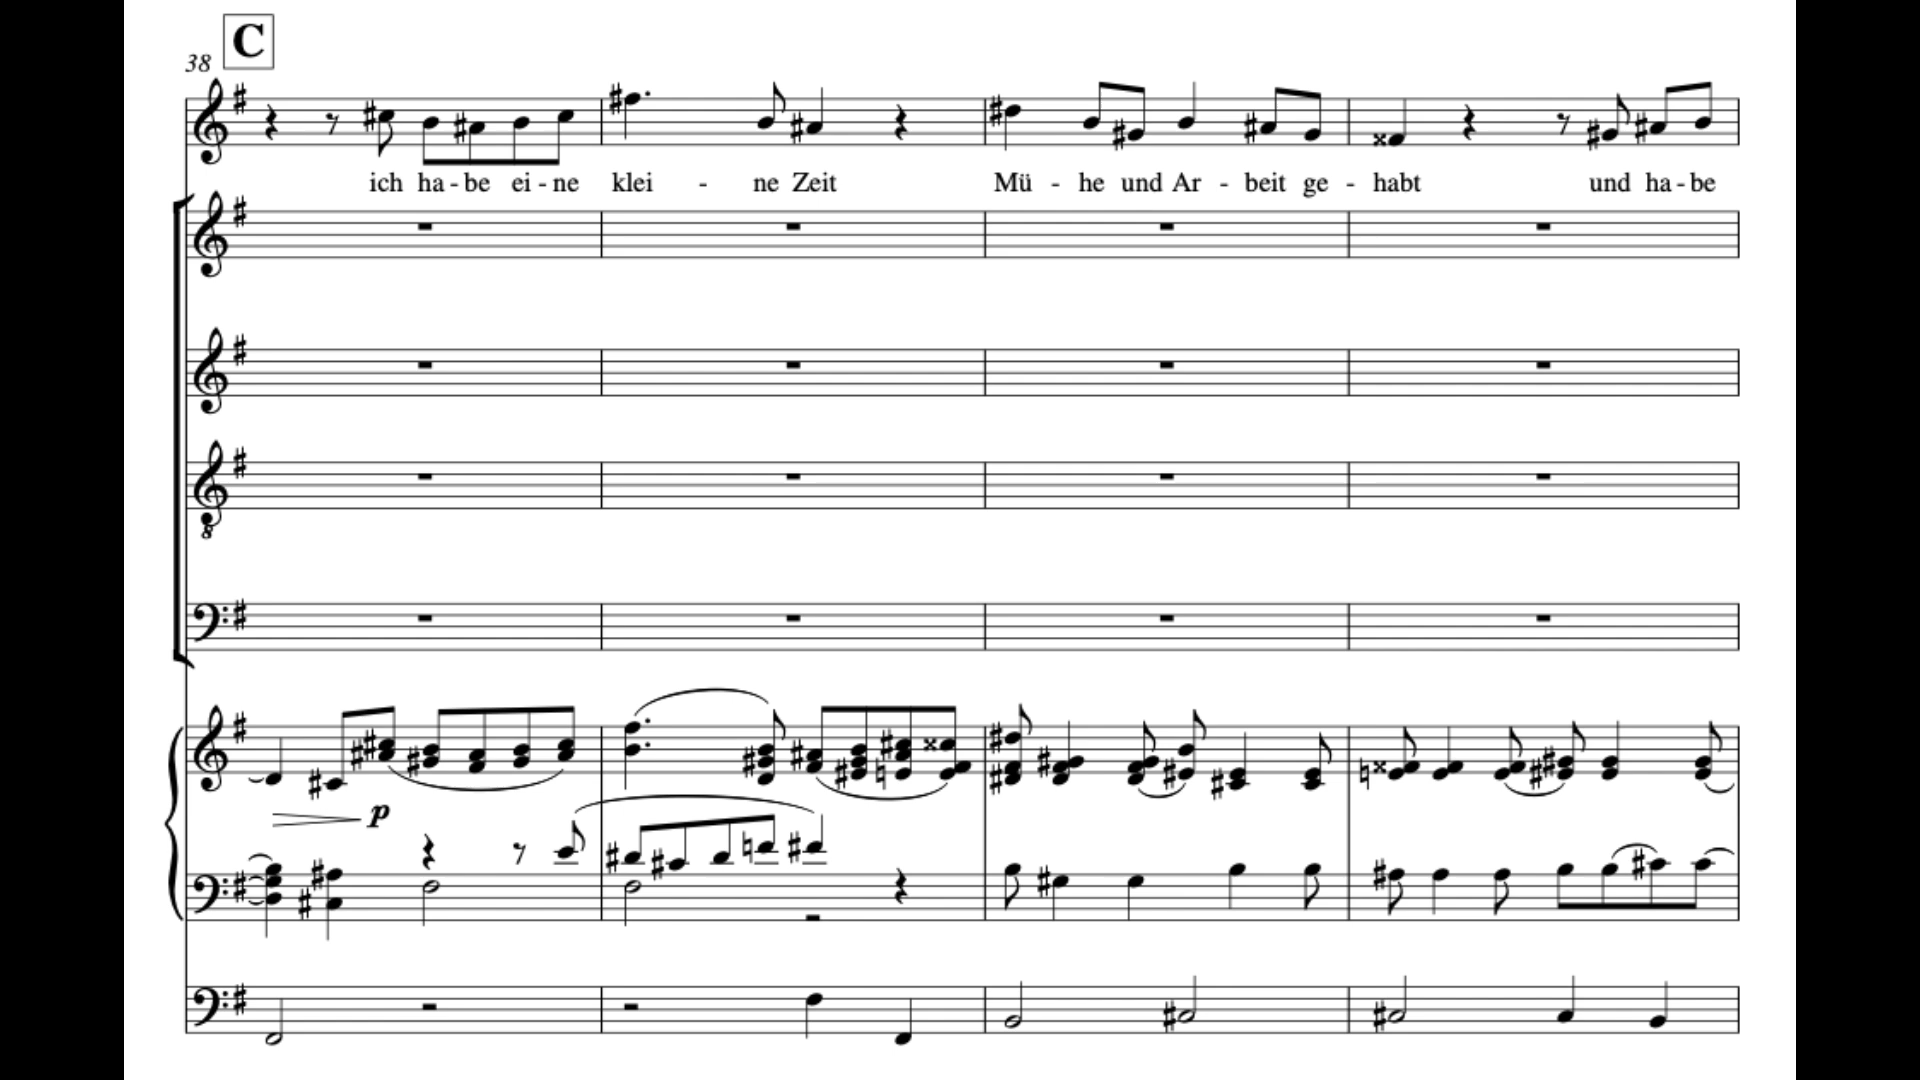 C
38
ich ha - be ei - ne klei - ne Zeit Mü - he und Ar - beit ge - habt und ha - be
8
p